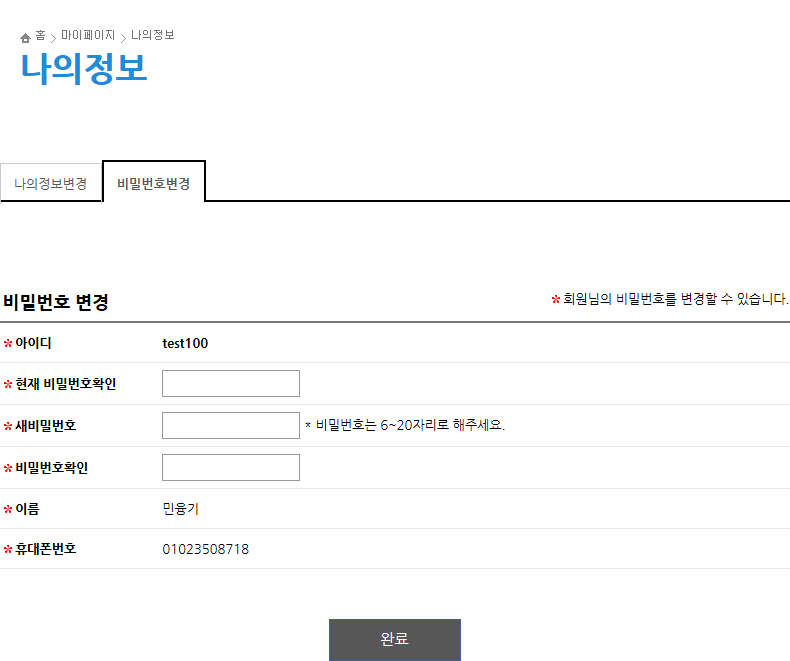 홈 > 마이페이지 > 나의정보
나의정보
나의정보변경 비밀번호변경
비밀번호 변경 * 회원님의 비밀번호를 변경할 수 있습니다.
* 아이디 test100
* 현재 비밀번호확인
* 새비밀번호 * 비밀번호는 6~20자리로 해주세요.
* 비밀번호확인
* 이름 민융기
* 휴대폰번호 01023508718
완료